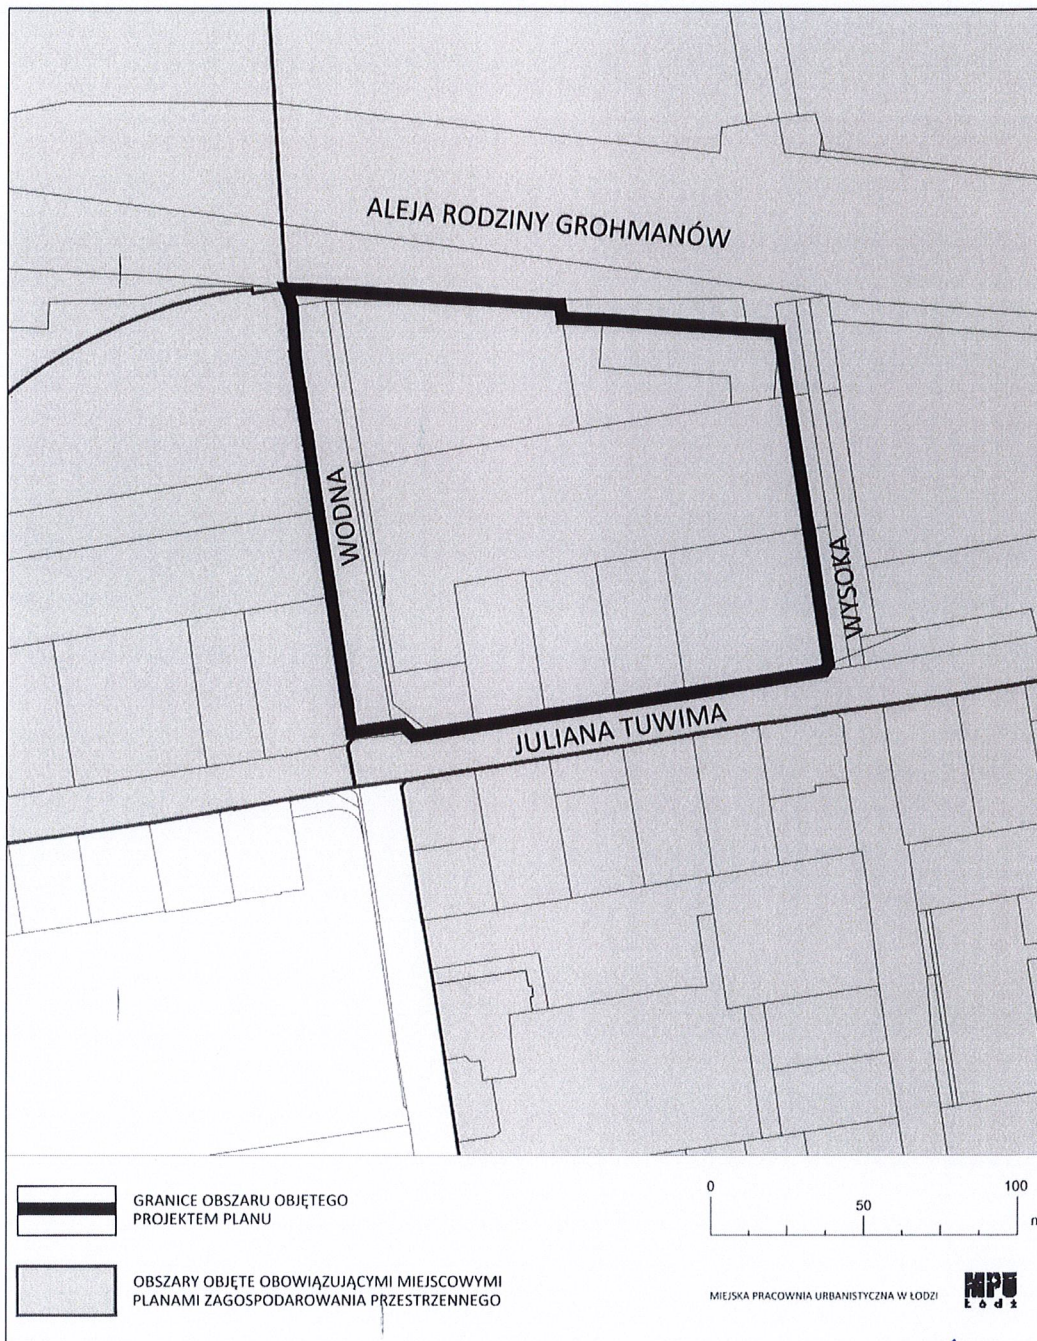 ALEJA RODZINY GROHMANÓW
WODNA
WYSOKA
JULIANA TUWIMA
GRANICE OBSZARU OBJĘTEGO
PROJEKTEM PLANU
0
50
100
m
OBSZARY OBJĘTE OBOWIĄZUJĄCYMI MIEJSCOWYMI
PLANAMI ZAGOSPODAROWANIA PRZESTRZENNEGO
MIEJSKA PRACOWNIA URBANISTYCZNA W ŁODZI
MPU
Łódź